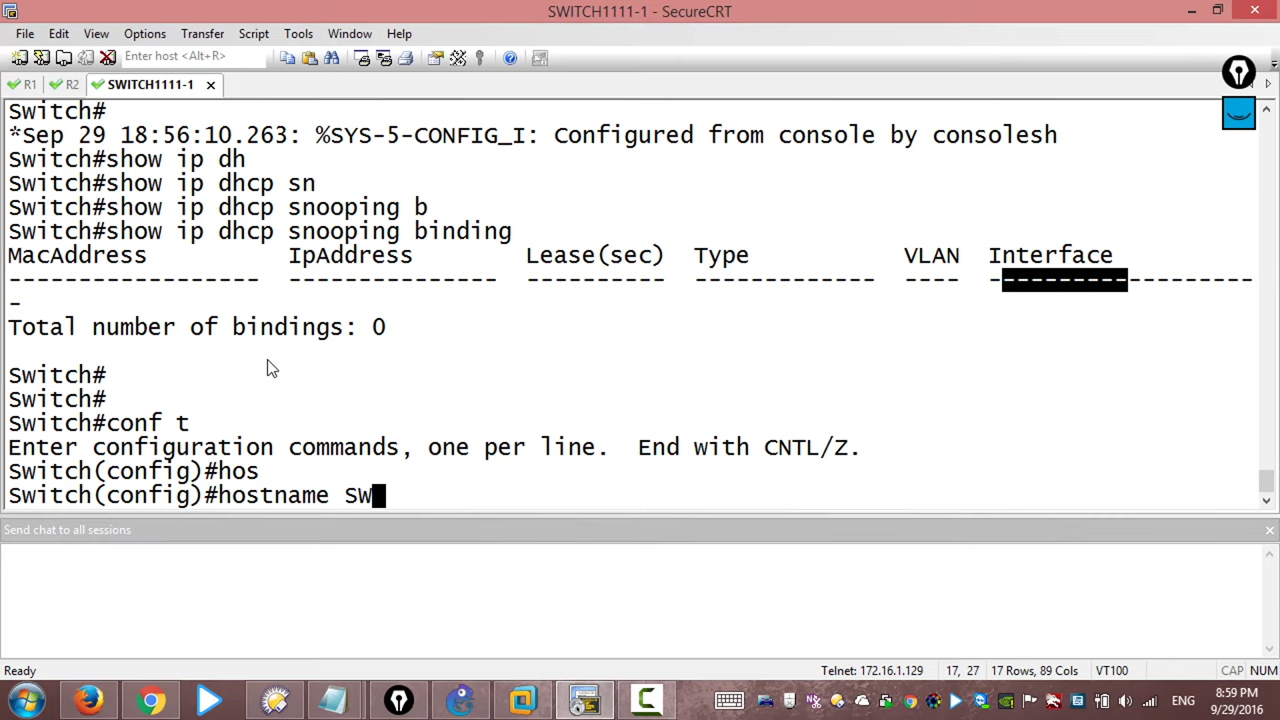 SWITCH1111-1 - SecureCRT
File Edit View Options Transfer Script Tools Window Help
Enter host <Alt+R>
R1 R2 SWITCH1111-1
Switch#
*Sep 29 18:56:10.263: %SYS-5-CONFIG_I: Configured from console by consolesh
Switch#show ip dh
Switch#show ip dhcp sn
Switch#show ip dhcp snooping b
Switch#show ip dhcp snooping binding
MacAddress IpAddress Lease(sec) Type VLAN Interface
------------------ --------------- ---------- ------------- ---- -------------------
-
Total number of bindings: 0
Switch#
Switch#
Switch#conf t
Enter configuration commands, one per line. End with CNTL/Z.
Switch(config)#hos
Switch(config)#hostname SW
Send chat to all sessions
Ready Telnet: 172.16.1.129 17, 27 17 Rows, 89 Cols VT100 CAP NUM
ENG 8:59 PM
9/29/2016